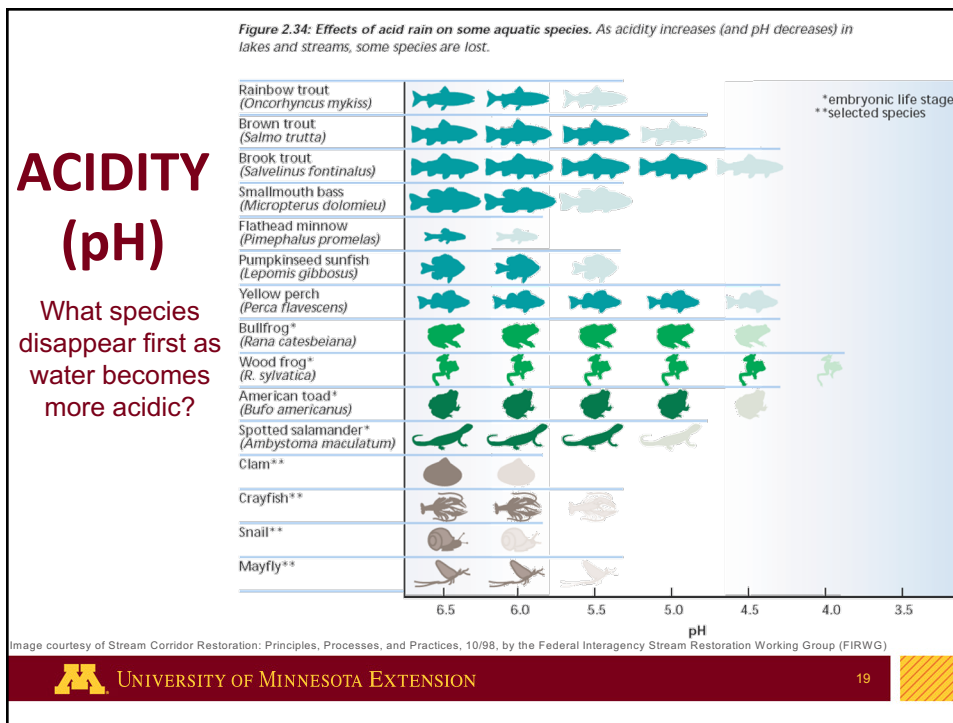 Figure 2.34: Effects of acid rain on some aquatic species. As acidity increases (and pH decreases) in
lakes and streams, some species are lost.
ACIDITY
(pH)
What species
disappear first as
water becomes
more acidic?
*embryonic life stage
**selected species
Rainbow trout
(Oncorhyncus mykiss)
Brown trout
(Salmo trutta)
Brook trout
(Salvelinus fontinalus)
Smallmouth bass
(Micropterus dolomieu)
Flathead minnow
(Pimephalus promelas)
Pumpkinseed sunfish
(Lepomis gibbosus)
Yellow perch
(Perca flavescens)
Bullfrog*
(Rana catesbeiana)
Wood frog*
(R. sylvatica)
American toad*
(Bufo americanus)
Spotted salamander*
(Ambystoma maculatum)
Clam**
Crayfish**
Snail**
Mayfly**
6.5 6.0 5.5 5.0 4.5 4.0 3.5
pH
Image courtesy of Stream Corridor Restoration: Principles, Processes, and Practices, 10/98, by the Federal Interagency Stream Restoration Working Group (FIRWG)
M UNIVERSITY OF MINNESOTA EXTENSION
19